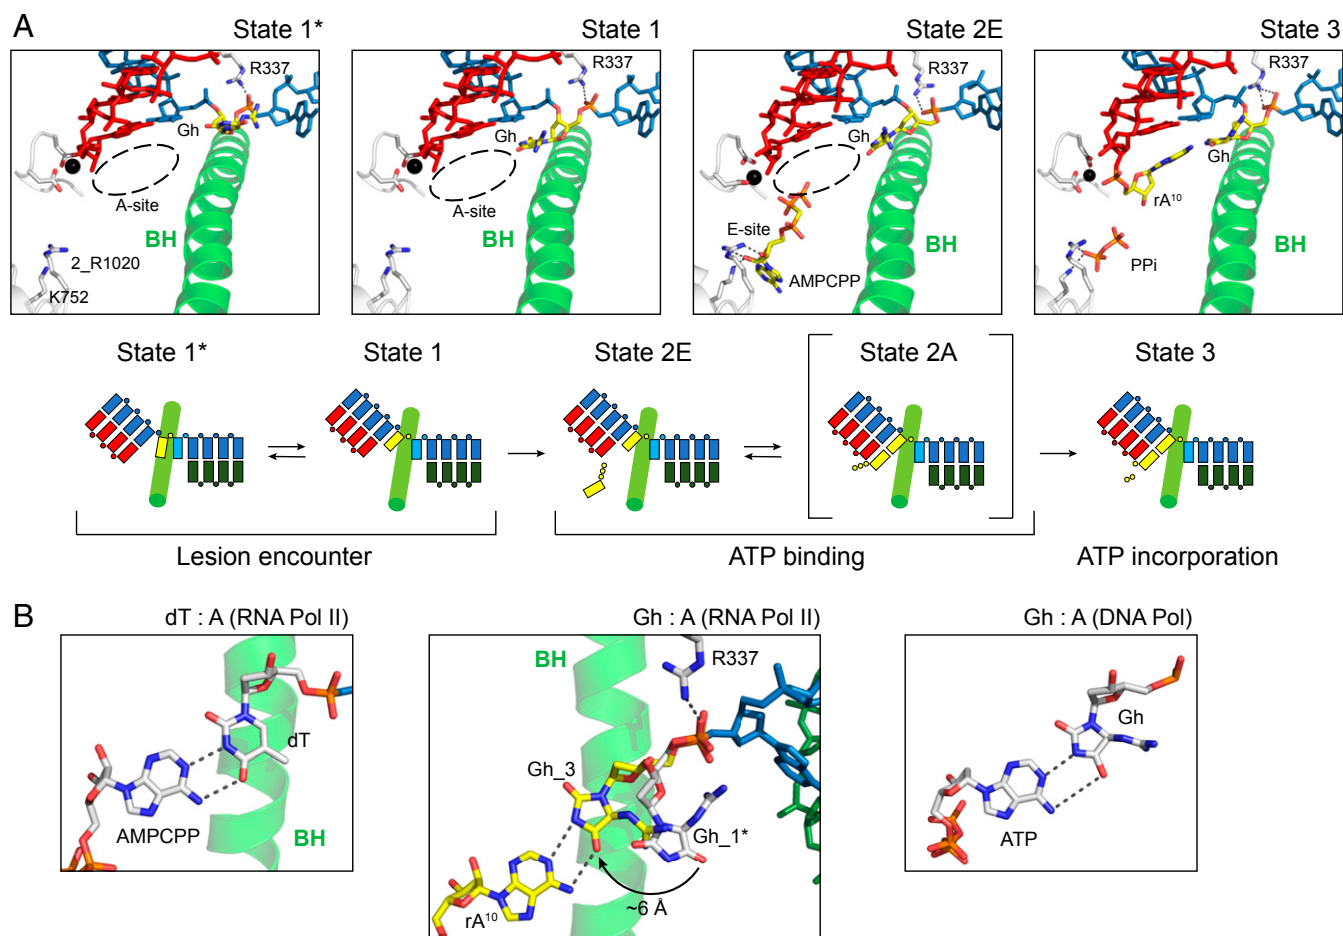 A
State 1*
State 1
State 2E
State 3
R337
Gh
A-site
BH
2_R1020
K752
R337
Gh
A-site
BH
R337
Gh
E-site
BH
AMPCPP
R337
Gh
rA¹⁰
BH
PPi
State 1*
State 1
State 2E
State 2A
State 3
Lesion encounter
ATP binding
ATP incorporation
B
dT : A (RNA Pol II)
Gh : A (RNA Pol II)
Gh : A (DNA Pol)
dT
AMPCPP
BH
BH
R337
Gh_3
Gh_1*
~6 Å
rA¹⁰
Gh
ATP